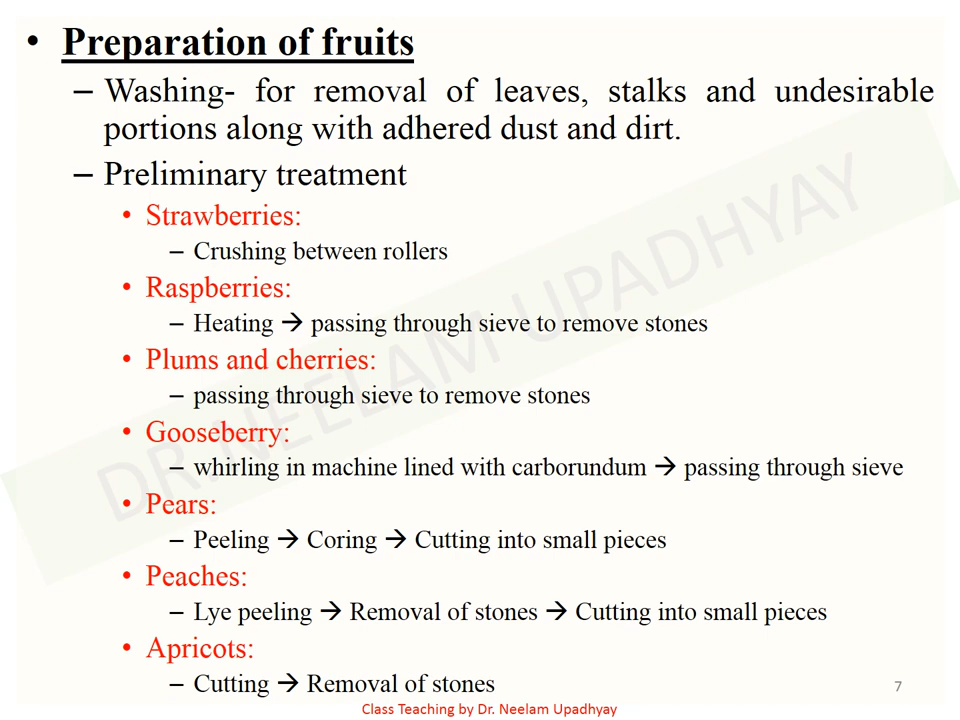 • Preparation of fruits
– Washing- for removal of leaves, stalks and undesirable
portions along with adhered dust and dirt.
– Preliminary treatment
• Strawberries:
– Crushing between rollers
• Raspberries:
– Heating → passing through sieve to remove stones
• Plums and cherries:
– passing through sieve to remove stones
• Gooseberry:
– whirling in machine lined with carborundum → passing through sieve
• Pears:
– Peeling → Coring → Cutting into small pieces
• Peaches:
– Lye peeling → Removal of stones → Cutting into small pieces
• Apricots:
– Cutting → Removal of stones
7
Class Teaching by Dr. Neelam Upadhyay
DR NEELAM UPADHYAY